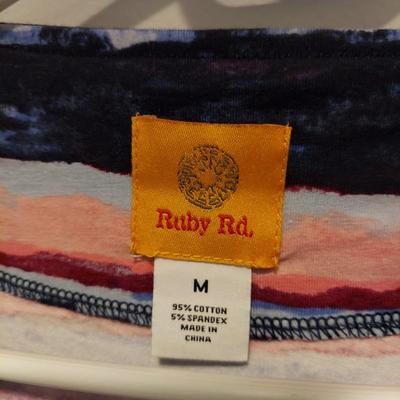 Ruby Rd.
M
95% COTTON
5% SPANDEX
MADE IN
CHINA